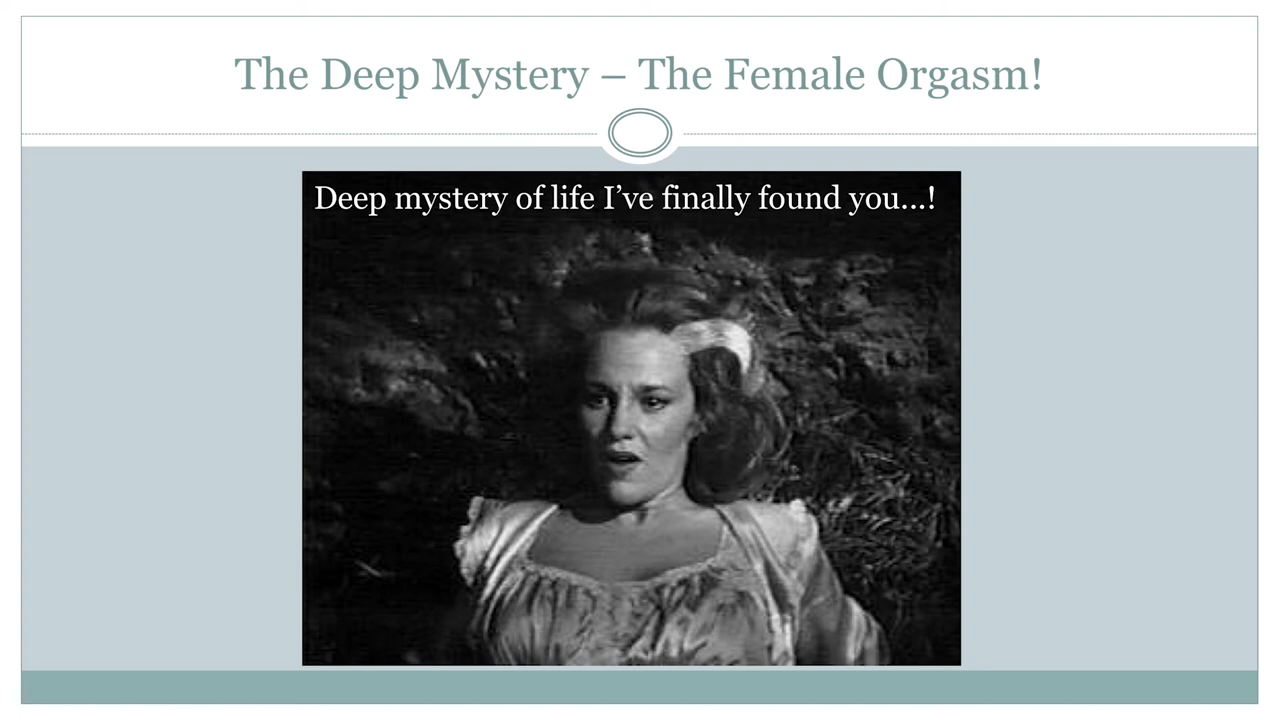 The Deep Mystery – The Female Orgasm!
Deep mystery of life I’ve finally found you…!